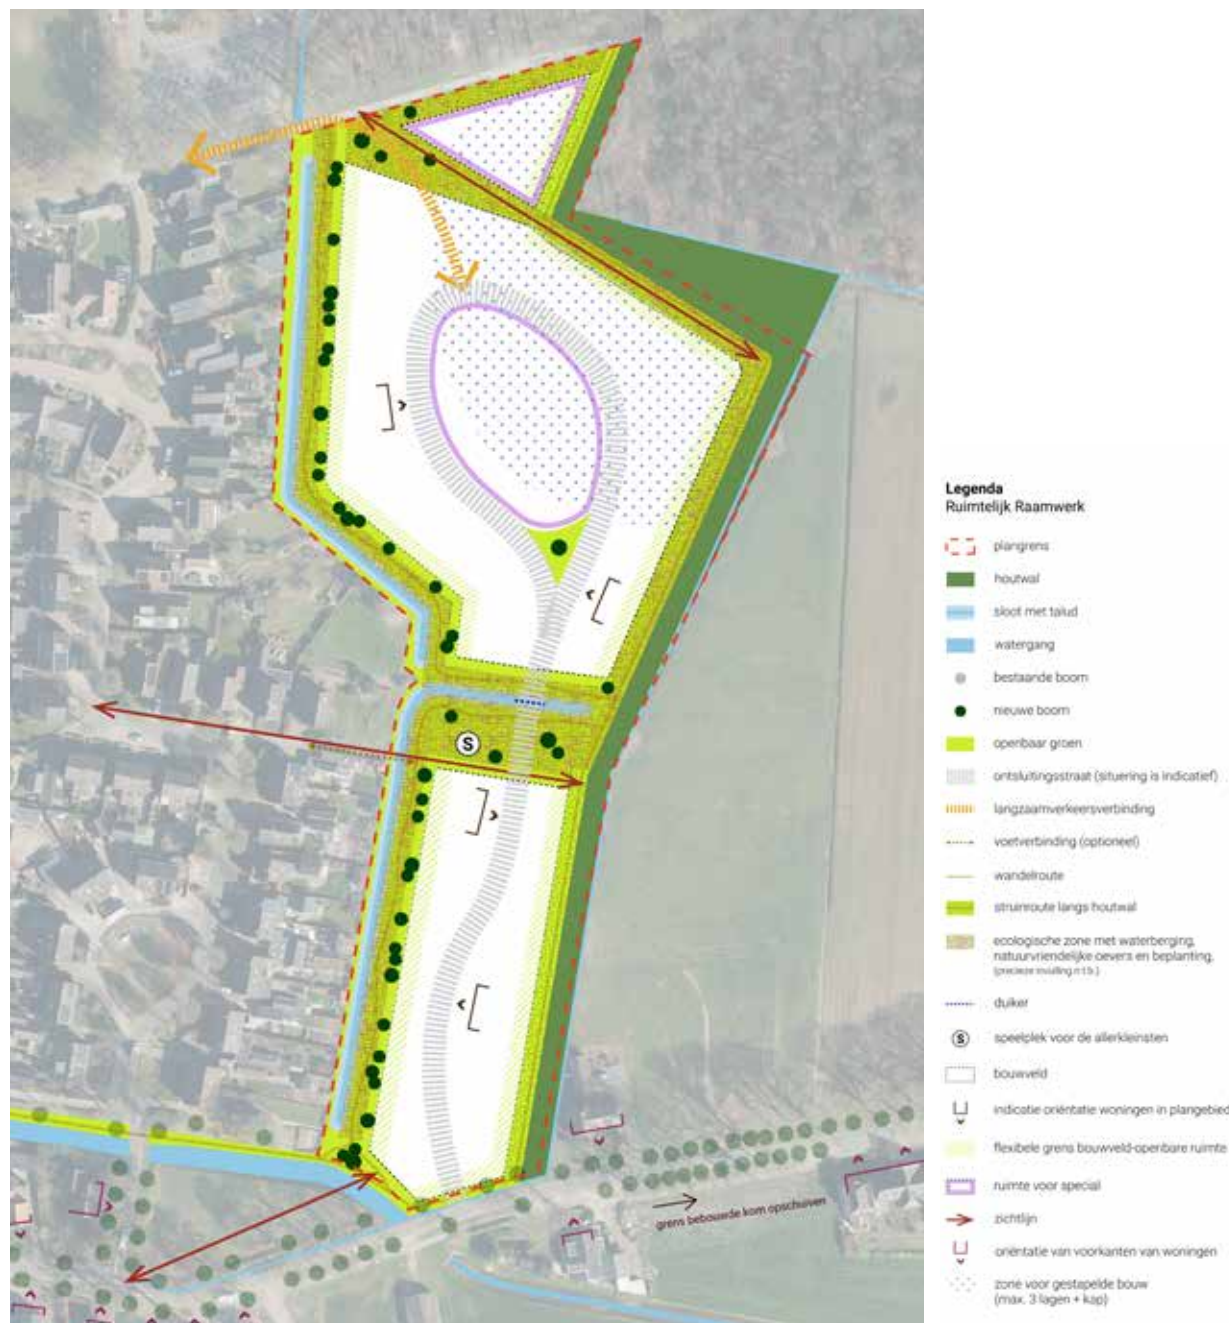 S
grens bebouwde kom opschuiven
Legenda
Ruimtelijk Raamwerk
plangrens
houtwal
sloot met talud
watergang
bestaande boom
nieuwe boom
openbaar groen
ontsluitingsstraat (situering is indicatief)
langzaamverkeersverbinding
voetverbinding (optioneel)
wandelroute
struinroute langs houtwal
ecologische zone met waterberging,
natuurvriendelijke oevers en beplanting.
(precieze invulling n.t.b.)
duiker
S speelplek voor de allerkleinsten
bouwveld
indicatie oriëntatie woningen in plangebied
flexibele grens bouwveld-openbare ruimte
ruimte voor special
zichtlijn
oriëntatie van voorkanten van woningen
zone voor gestapelde bouw
(max. 3 lagen + kap)